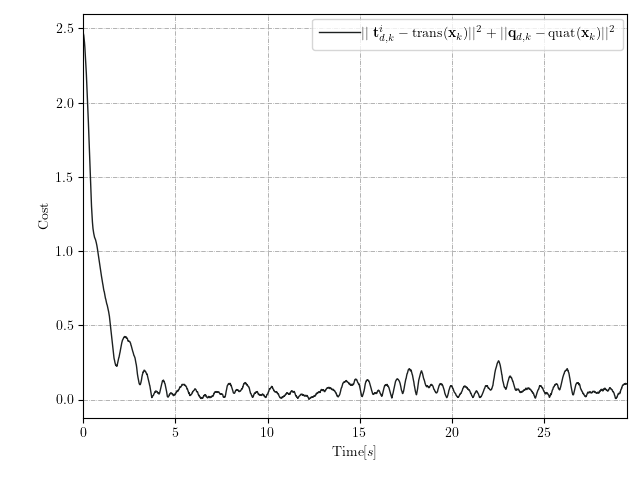 || t^i_{d,k} − trans(x_k)||² + ||q_{d,k} − quat(x_k)||²
2.5
2.0
1.5
1.0
0.5
0.0
Cost
0 5 10 15 20 25
Time[s]